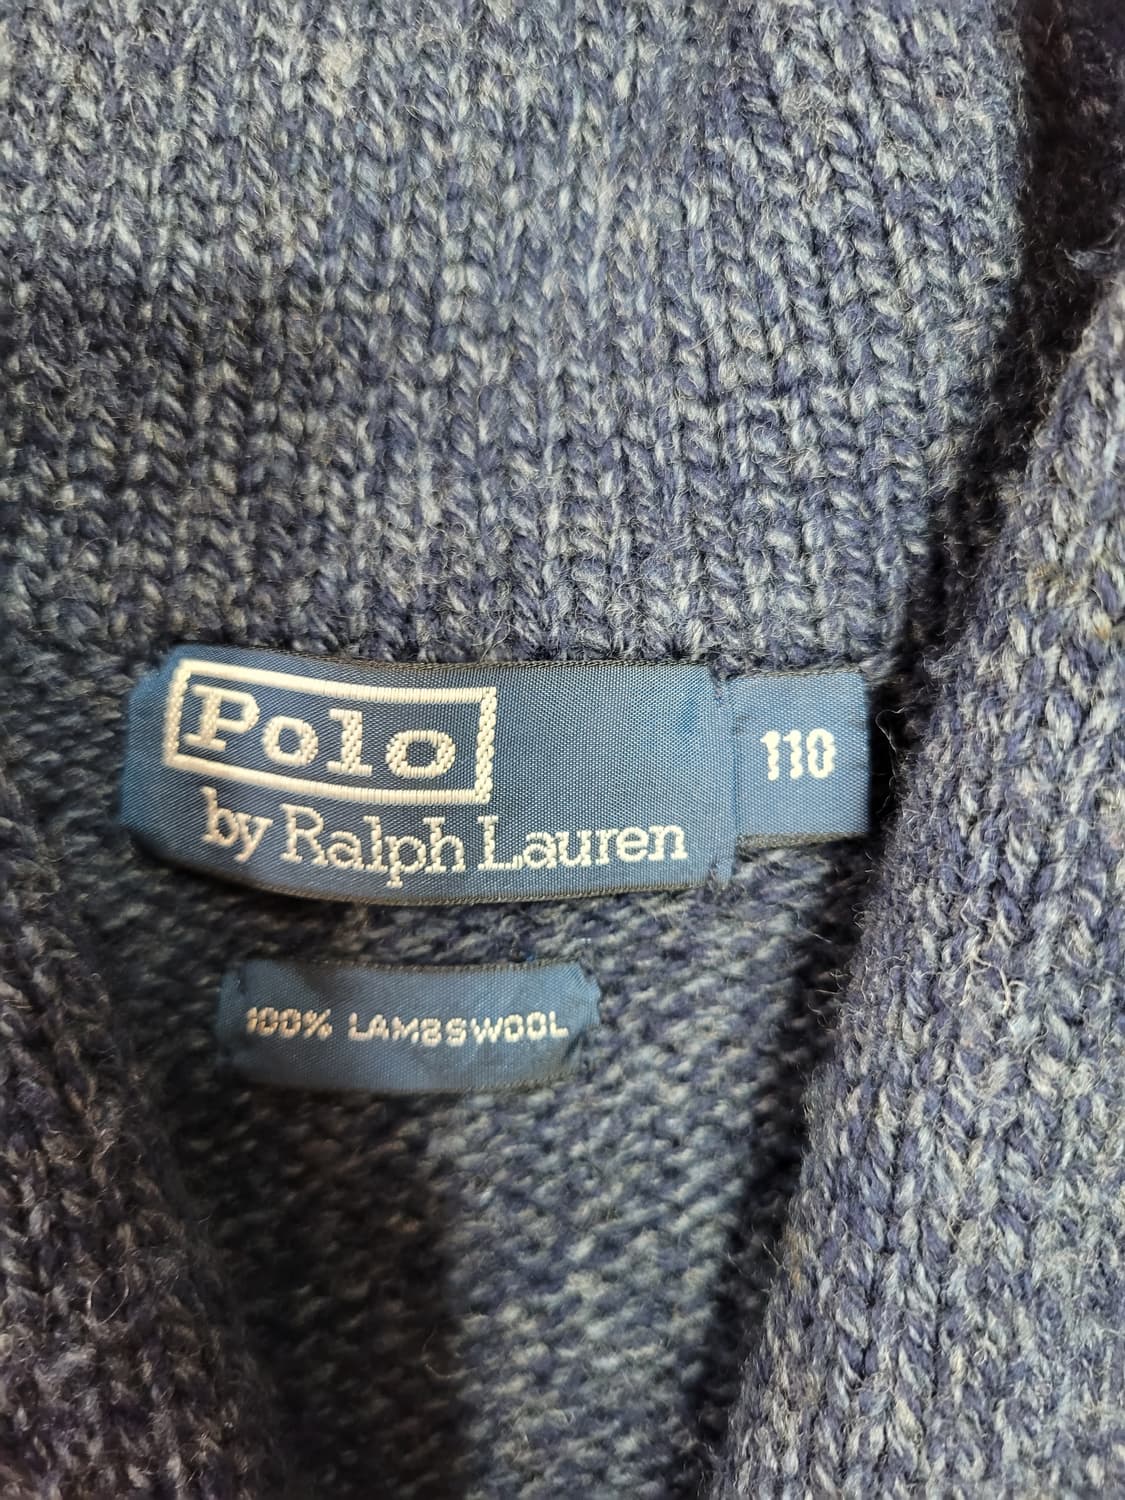 Polo
by Ralph Lauren
110
100% LAMBSWOOL